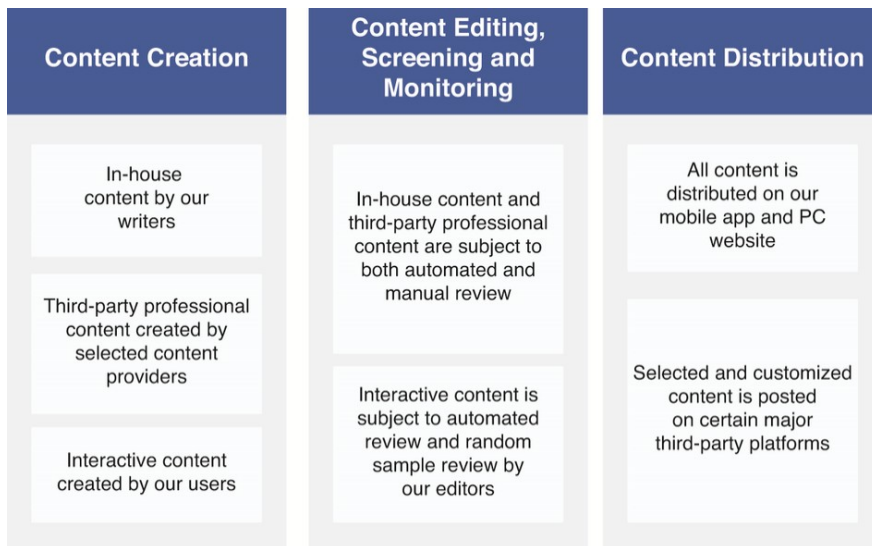 Content Creation
In-house
content by our
writers
Third-party professional
content created by
selected content
providers
Interactive content
created by our users
Content Editing,
Screening and
Monitoring
In-house content and
third-party professional
content are subject to
both automated and
manual review
Interactive content is
subject to automated
review and random
sample review by
our editors
Content Distribution
All content is
distributed on our
mobile app and PC
website
Selected and customized
content is posted
on certain major
third-party platforms